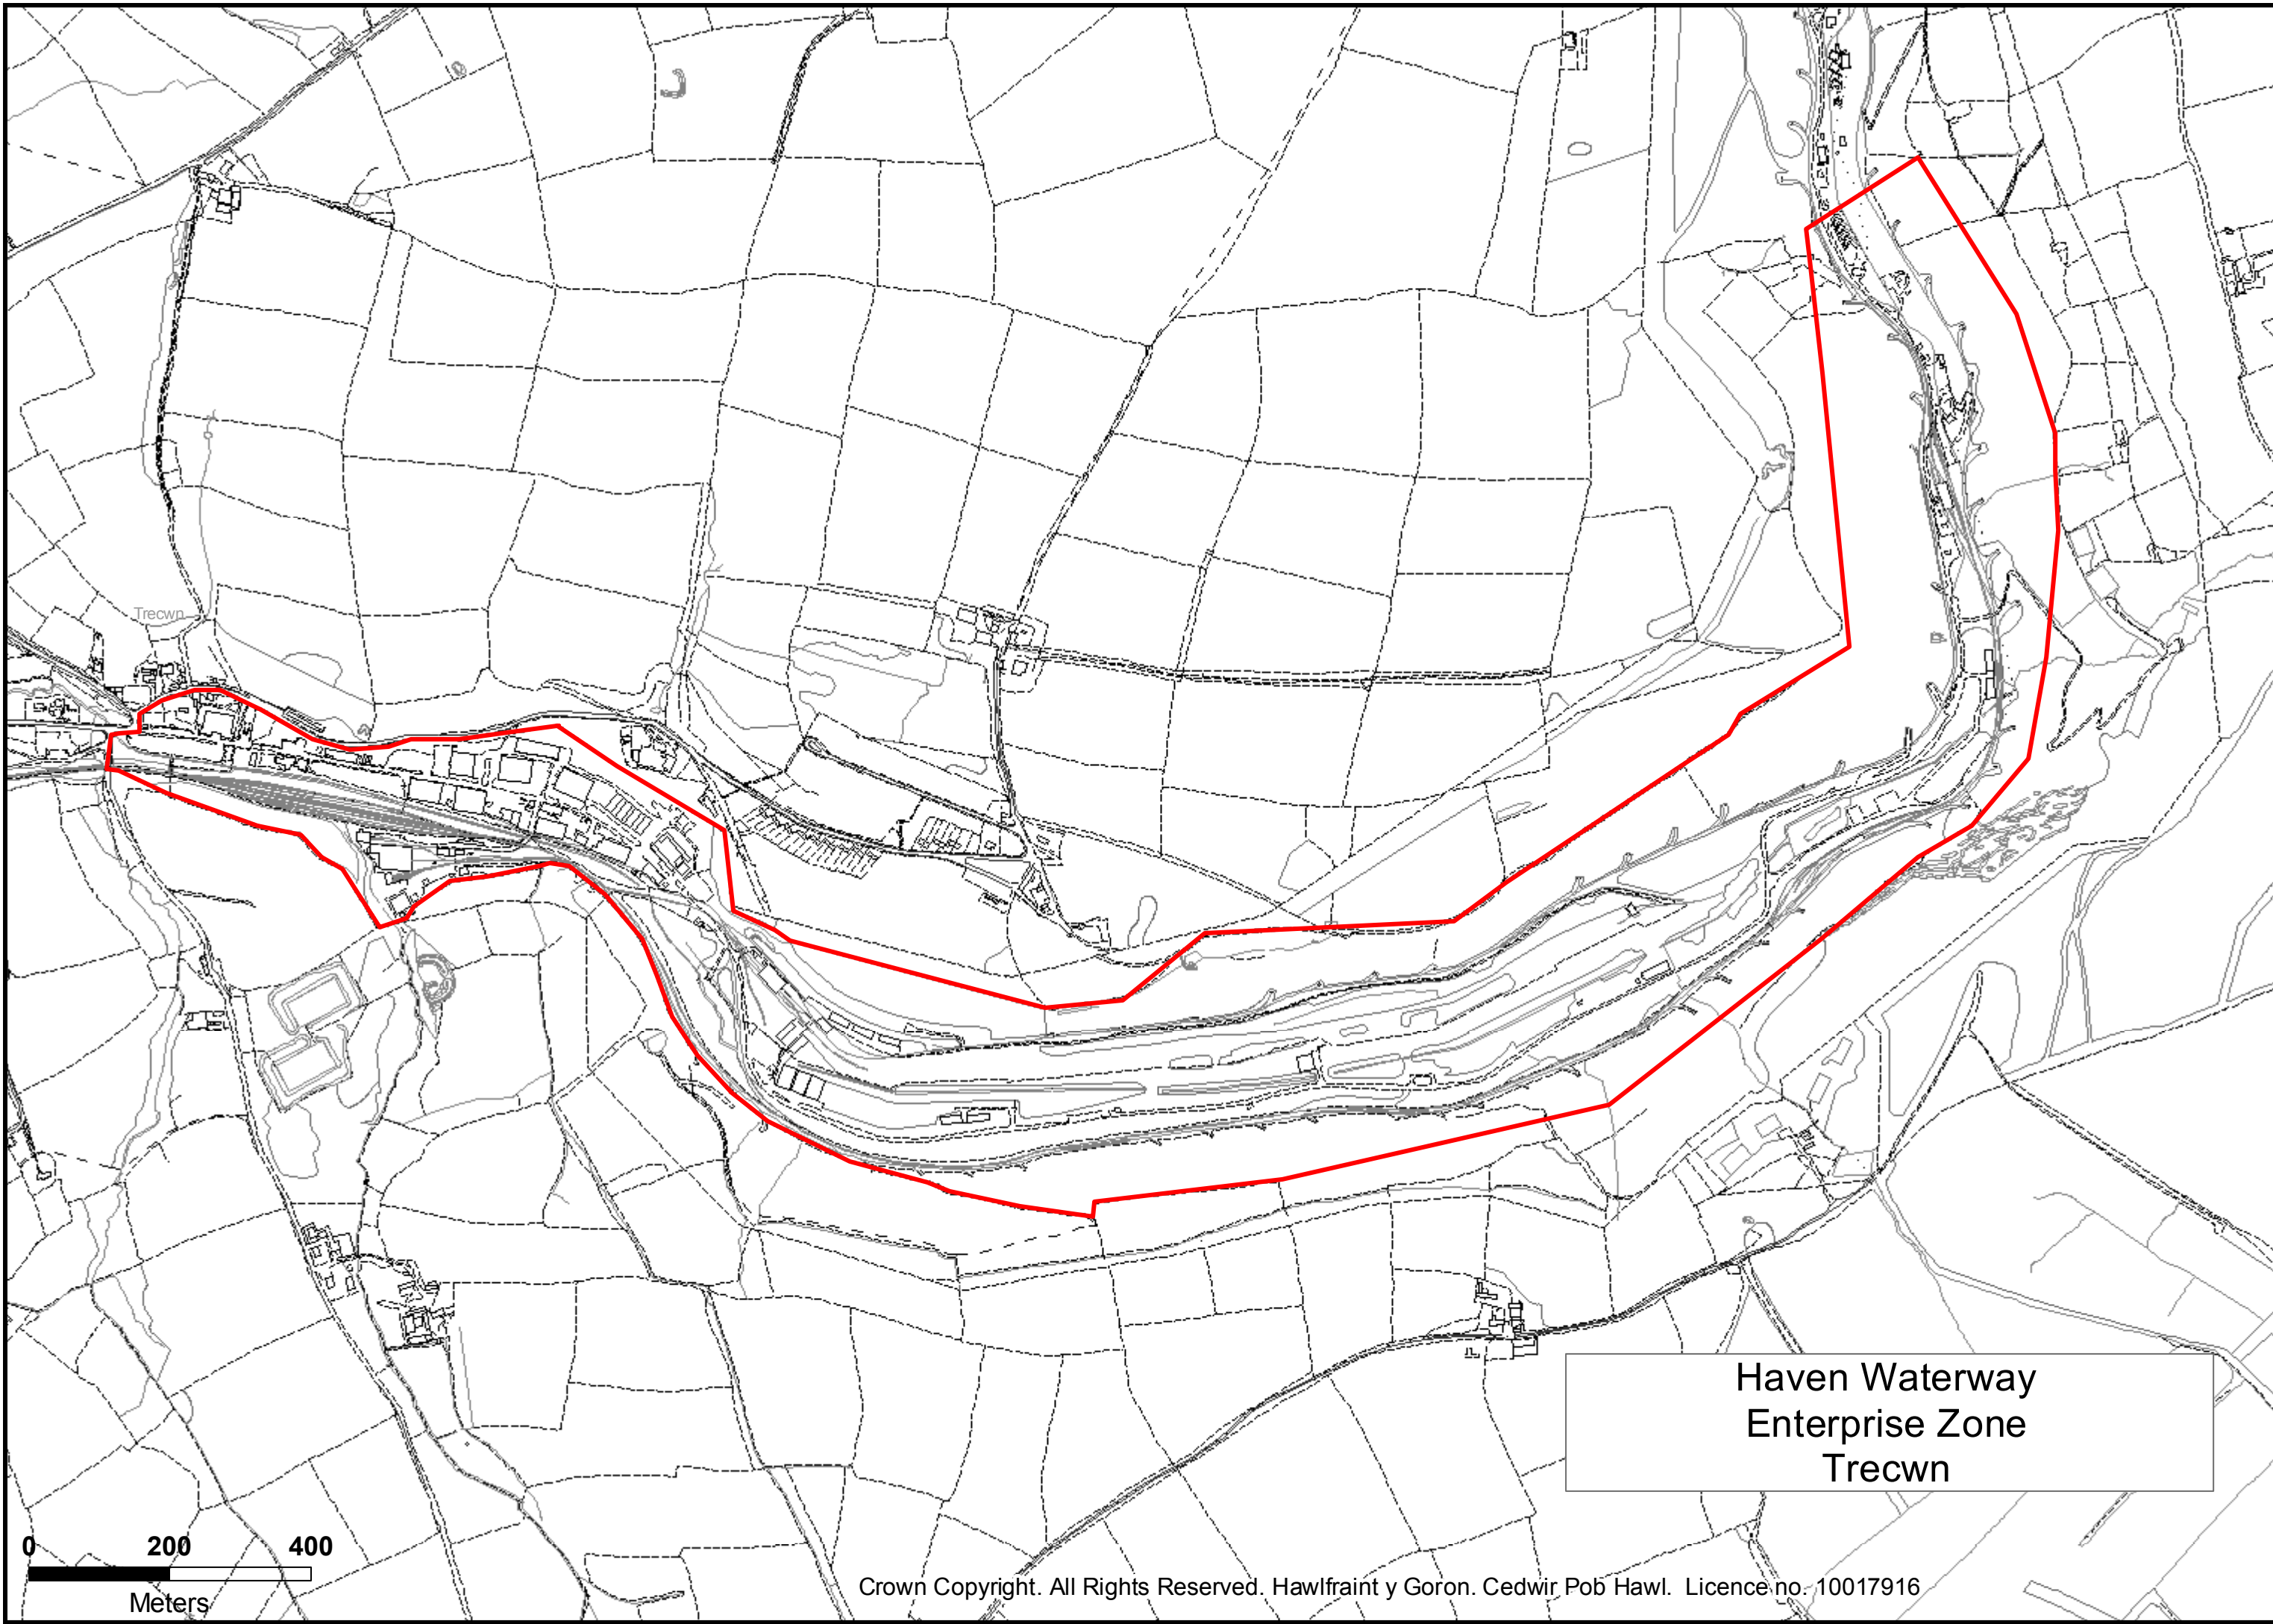 Trecwn
Haven Waterway
Enterprise Zone
Trecwn
0 200 400
Meters
Crown Copyright. All Rights Reserved. Hawlfraint y Goron. Cedwir Pob Hawl. Licence no. 10017916